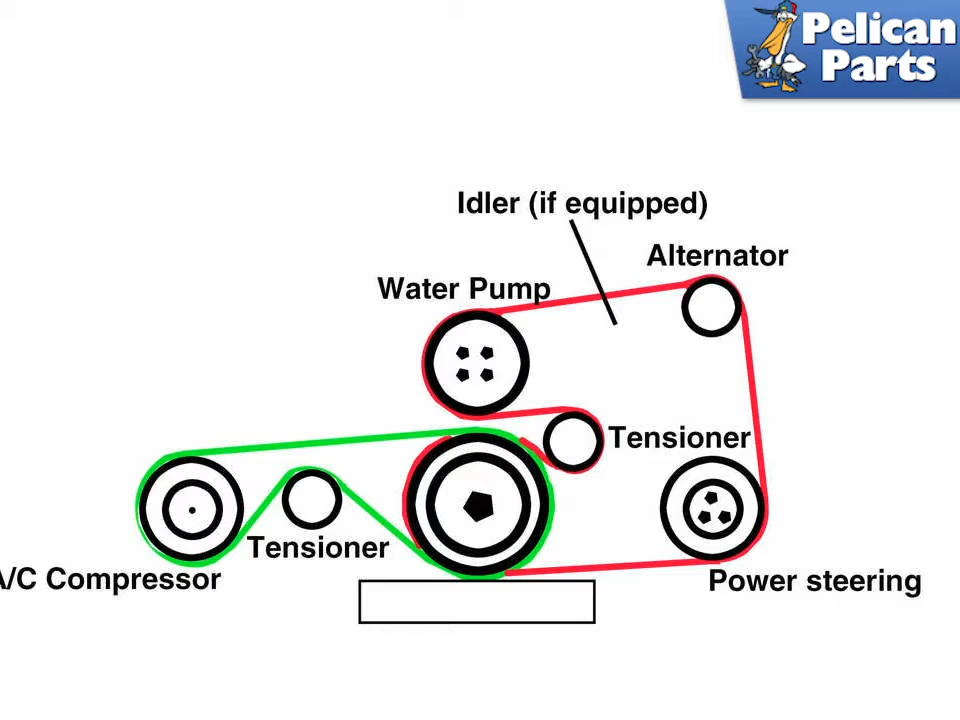 Pelican
Parts
Idler (if equipped)
Alternator
Water Pump
Tensioner
Tensioner
A/C Compressor
Power steering